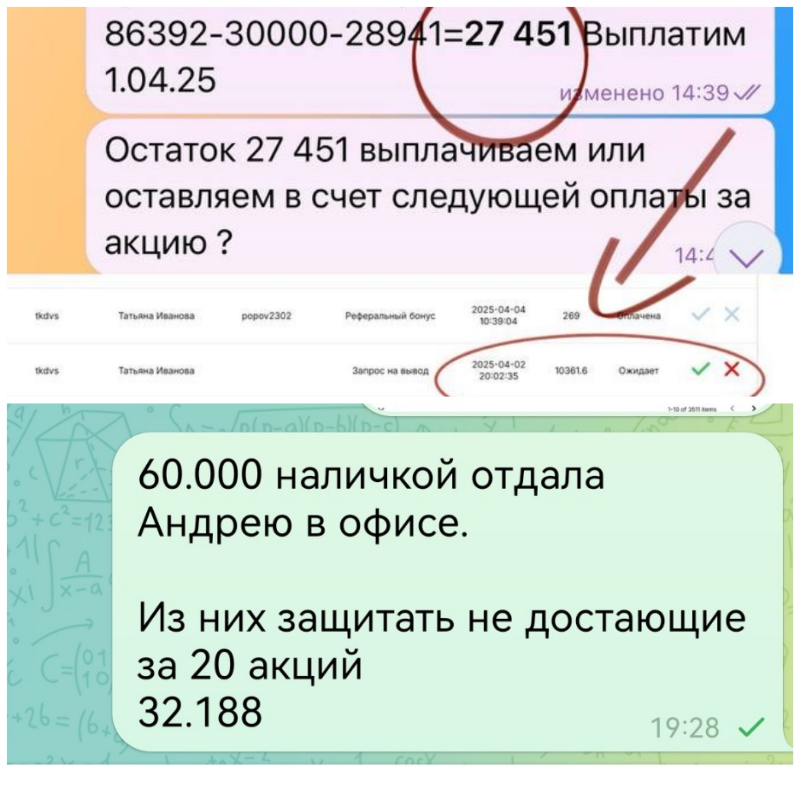 86392-30000-28941=27 451 Выплатим
1.04.25
изменено 14:39
Остаток 27 451 выплачиваем или
оставляем в счет следующей оплаты за
акцию ?
tkdvs Татьяна Иванова popov2302 Реферальный бонус 2025-04-04 10:39:04 269 Оплачена
tkdvs Татьяна Иванова Запрос на вывод 2025-04-02 20:02:35 10361.6 Ожидает
1-10 of 3511 items
60.000 наличкой отдала
Андрею в офисе.
Из них защитать не достающие
за 20 акций
32.188
19:28